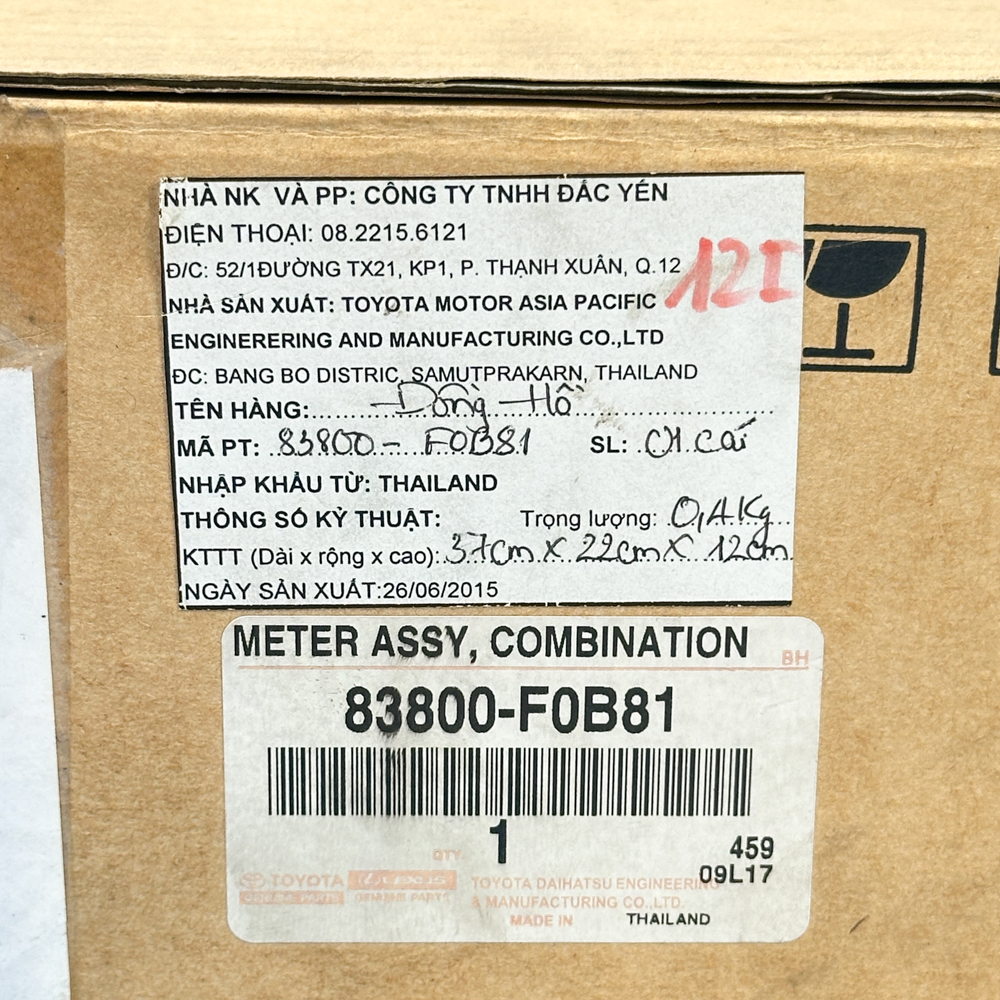 NHÀ NK VÀ PP: CÔNG TY TNHH ĐẮC YẾN
ĐIỆN THOẠI: 08.2215.6121
Đ/C: 52/1ĐƯỜNG TX21, KP1, P. THẠNH XUÂN, Q.12
12I
NHÀ SẢN XUẤT: TOYOTA MOTOR ASIA PACIFIC
ENGINERERING AND MANUFACTURING CO.,LTD
ĐC: BANG BO DISTRIC, SAMUTPRAKARN, THAILAND
TÊN HÀNG: Đồng Hồ
MÃ PT: 83800-F0B81 SL: 01 cái
NHẬP KHẨU TỪ: THAILAND
THÔNG SỐ KỸ THUẬT: Trọng lượng: 0,4Kg
KTTT (Dài x rộng x cao): 37cm x 22cm x 12cm
NGÀY SẢN XUẤT:26/06/2015
METER ASSY, COMBINATION
BH
83800-F0B81
QTY 1
459
09L17
TOYOTA LEXUS TOYOTA DAIHATSU ENGINEERING
GENUINE PARTS GENUINE PARTS & MANUFACTURING CO.,LTD.
MADE IN THAILAND